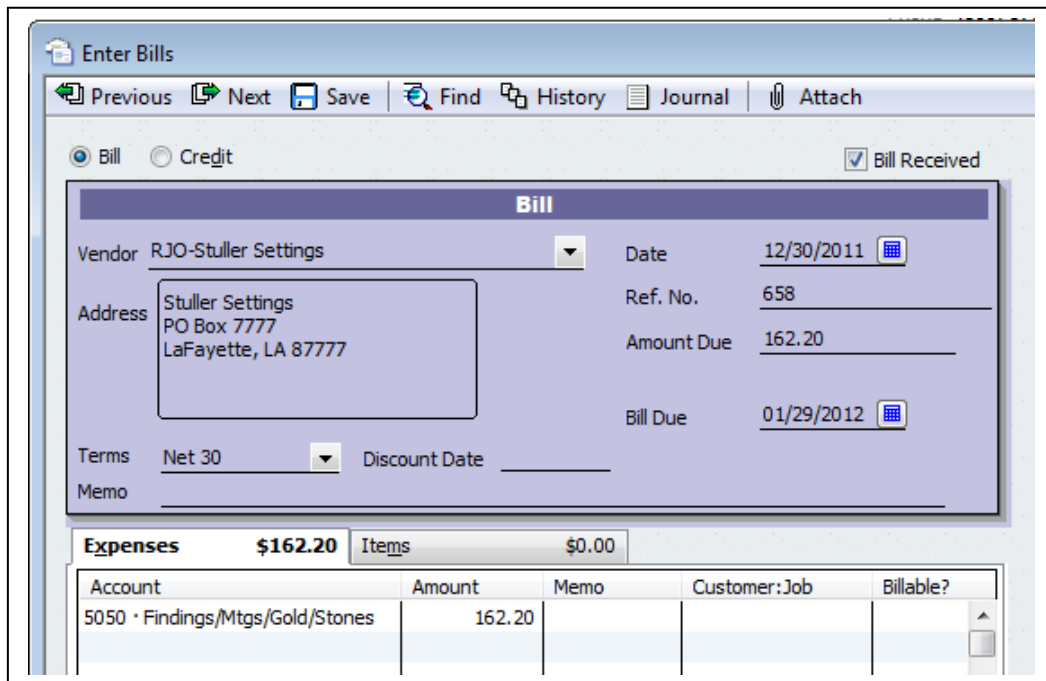 Enter Bills
Previous Next Save Find History Journal Attach
Bill Credit Bill Received
Bill
Vendor RJO-Stuller Settings Date 12/30/2011
Address Stuller Settings Ref. No. 658
PO Box 7777
LaFayette, LA 87777 Amount Due 162.20
Bill Due 01/29/2012
Terms Net 30 Discount Date
Memo
Expenses $162.20 Items $0.00
Account Amount Memo Customer:Job Billable?
5050 · Findings/Mtgs/Gold/Stones 162.20